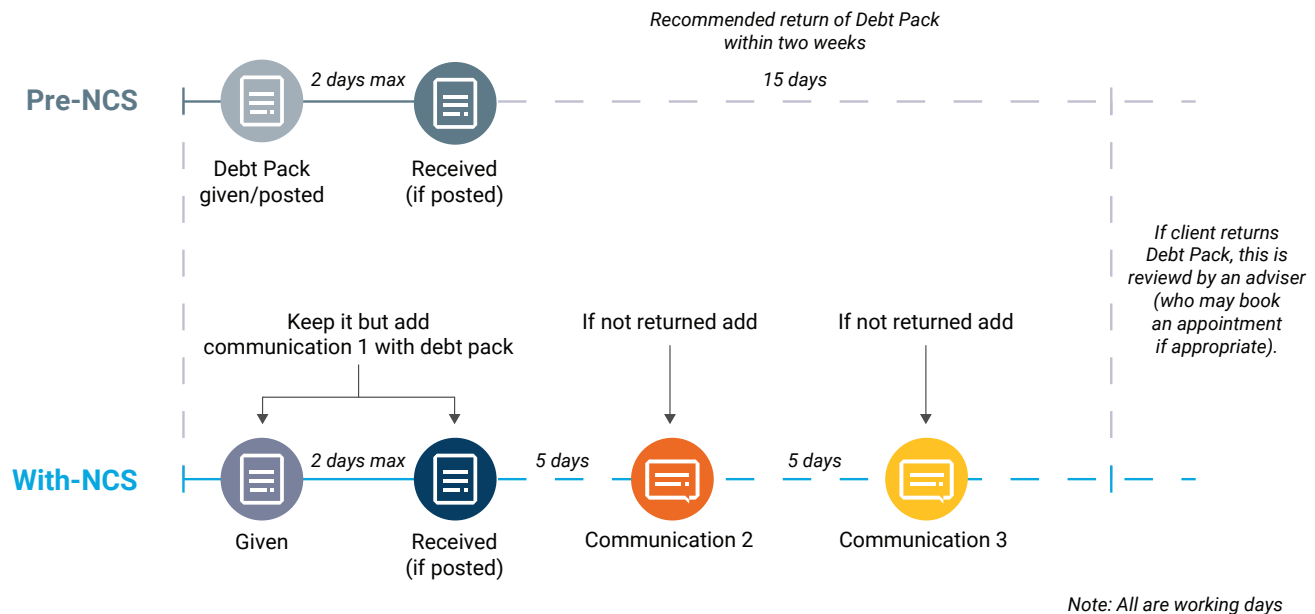 Recommended return of Debt Pack
within two weeks
Pre-NCS
2 days max
15 days
Debt Pack
given/posted
Received
(if posted)
If client returns
Debt Pack, this is
reviewd by an adviser
(who may book
an appointment
if appropriate).
Keep it but add
communication 1 with debt pack
If not returned add
If not returned add
With-NCS
2 days max
5 days
5 days
Given
Received
(if posted)
Communication 2
Communication 3
Note: All are working days